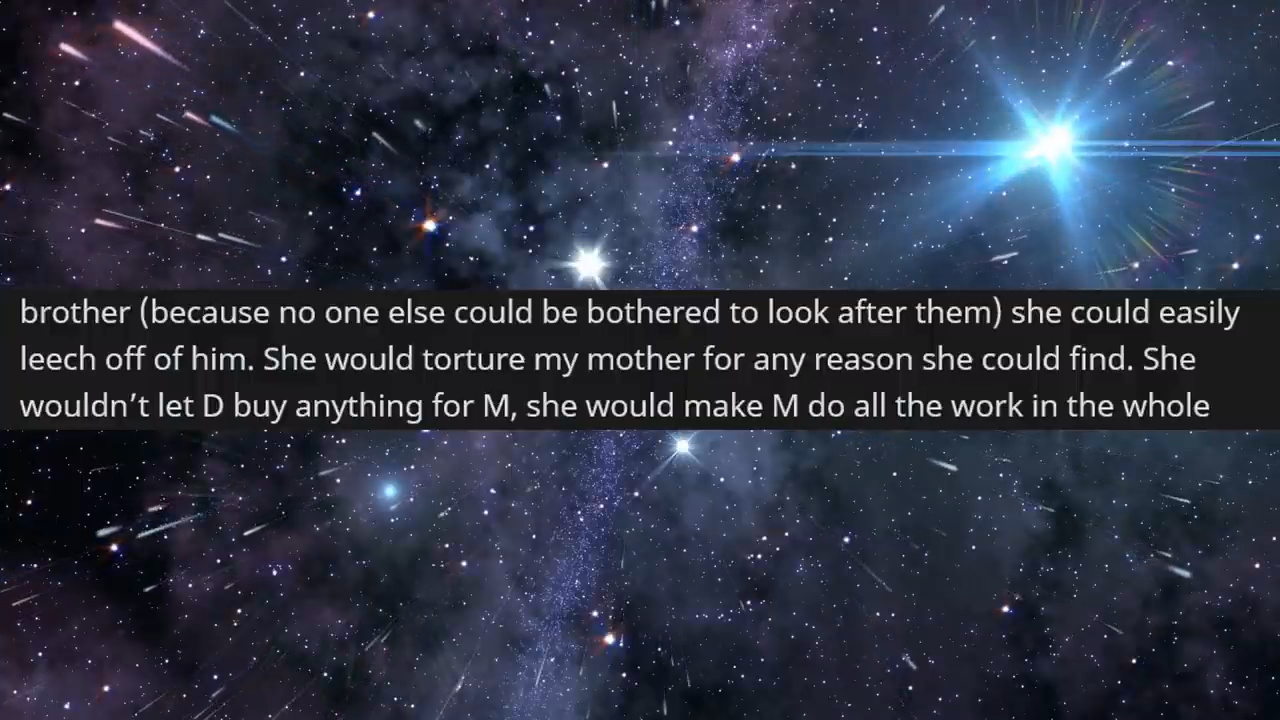 brother (because no one else could be bothered to look after them) she could easily
leech off of him. She would torture my mother for any reason she could find. She
wouldn’t let D buy anything for M, she would make M do all the work in the whole